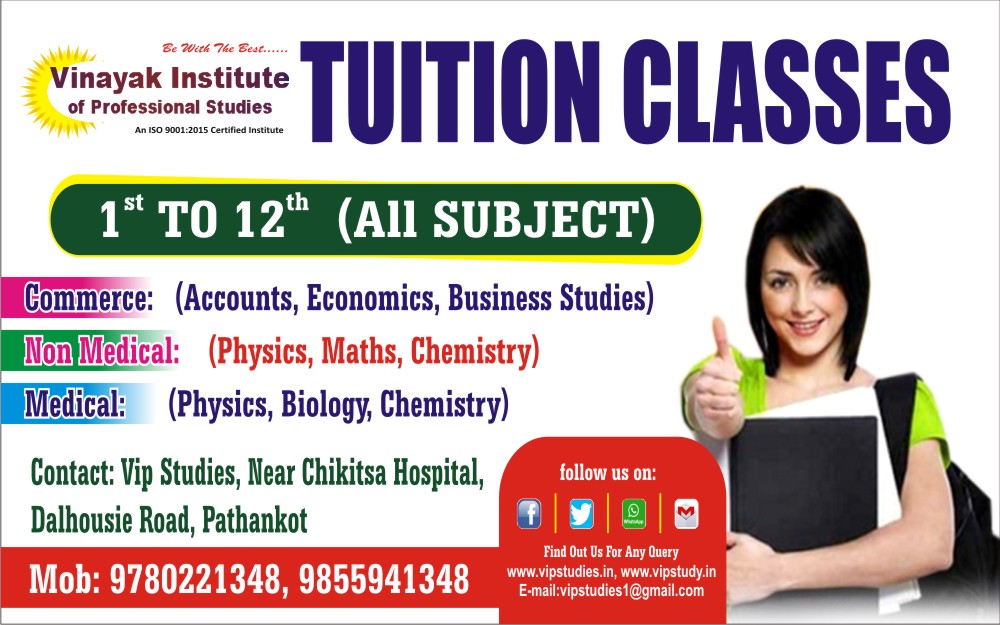 Be With The Best......
Vinayak Institute
of Professional Studies
An ISO 9001:2015 Certified Institute
TUITION CLASSES
1st TO 12th (All SUBJECT)
Commerce: (Accounts, Economics, Business Studies)
Non Medical: (Physics, Maths, Chemistry)
Medical: (Physics, Biology, Chemistry)
Contact: Vip Studies, Near Chikitsa Hospital,
Dalhousie Road, Pathankot
Mob: 9780221348, 9855941348
follow us on:
WhatsApp
Find Out Us For Any Query
www.vipstudies.in, www.vipstudy.in
E-mail:vipstudies1@gmail.com